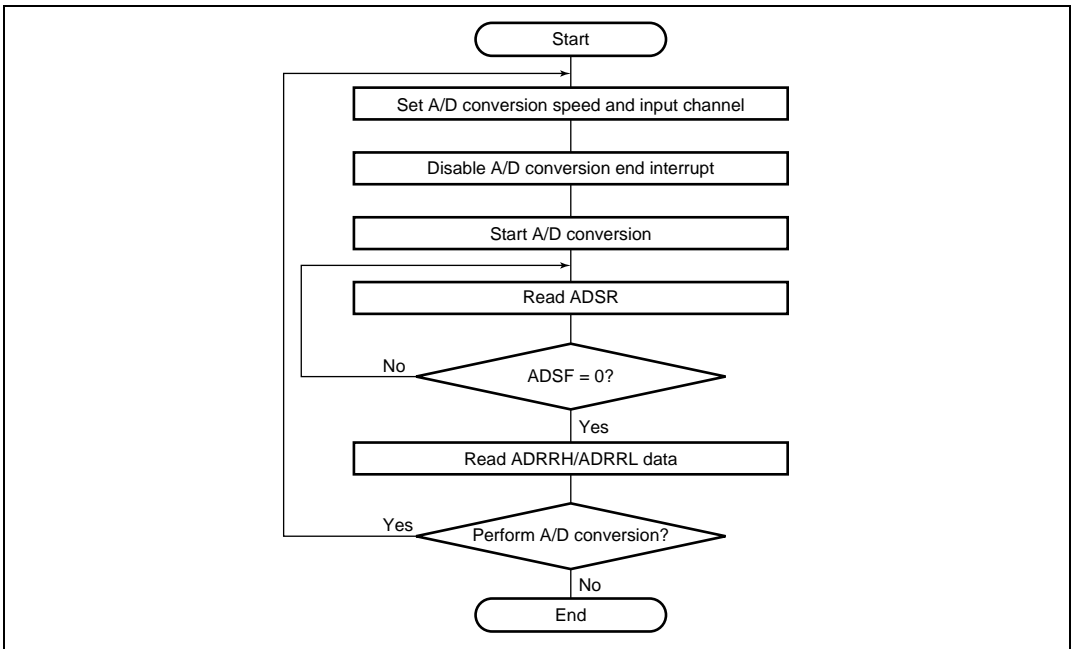 Start
Set A/D conversion speed and input channel
Disable A/D conversion end interrupt
Start A/D conversion
Read ADSR
No
ADSF = 0?
Yes
Read ADRRH/ADRRL data
Yes
Perform A/D conversion?
No
End